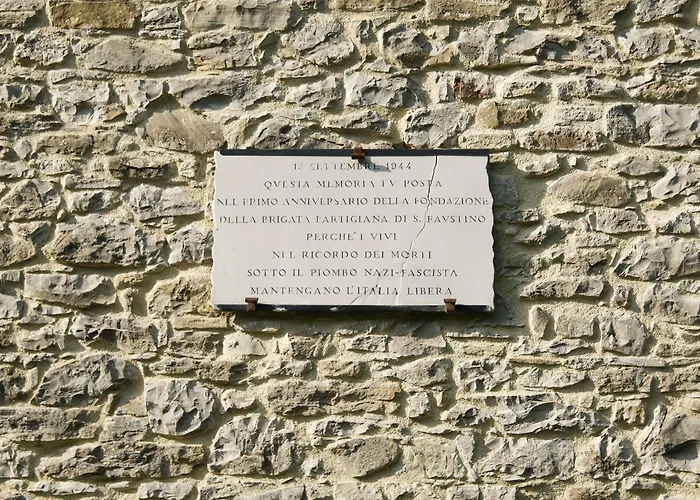 15 SETTEMBRE 1944
QUESTA MEMORIA FU POSTA
NEL PRIMO ANNIVERSARIO DELLA FONDAZIONE
DELLA BRIGATA PARTIGIANA DI S. FAUSTINO
PERCHE' I VIVI
NEL RICORDO DEI MORTI
SOTTO IL PIOMBO NAZI-FASCISTA
MANTENGANO L'ITALIA LIBERA